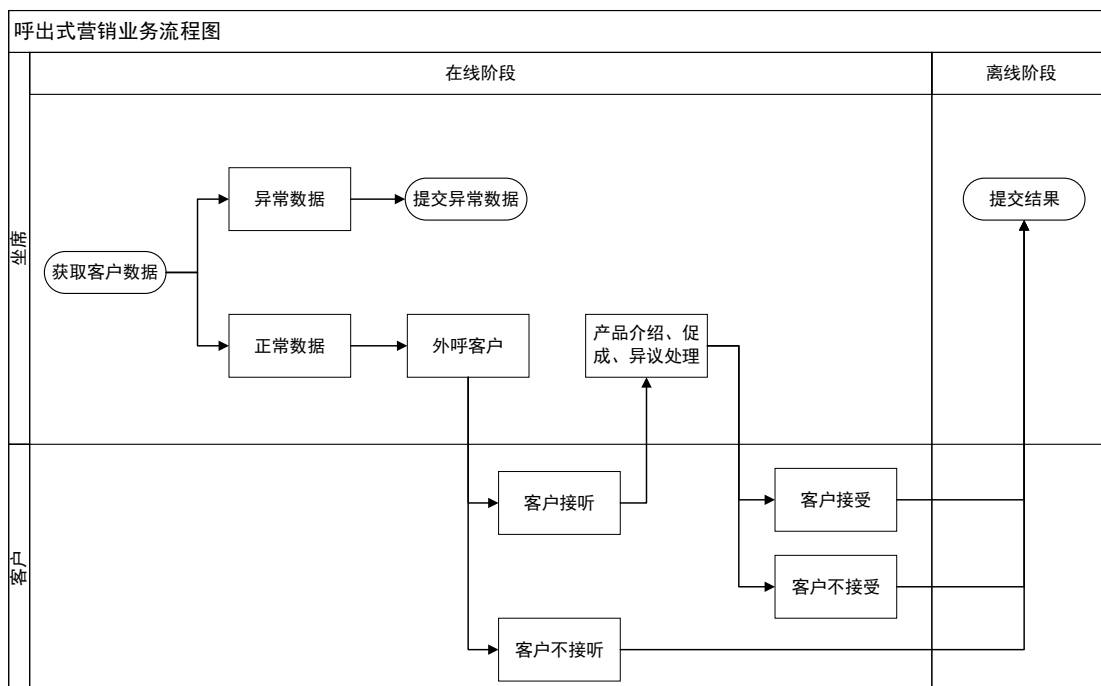 呼出式营销业务流程图
在线阶段
离线阶段
坐席
异常数据
提交异常数据
提交结果
获取客户数据
正常数据
外呼客户
产品介绍、促
成、异议处理
客户
客户接听
客户接受
客户不接受
客户不接听